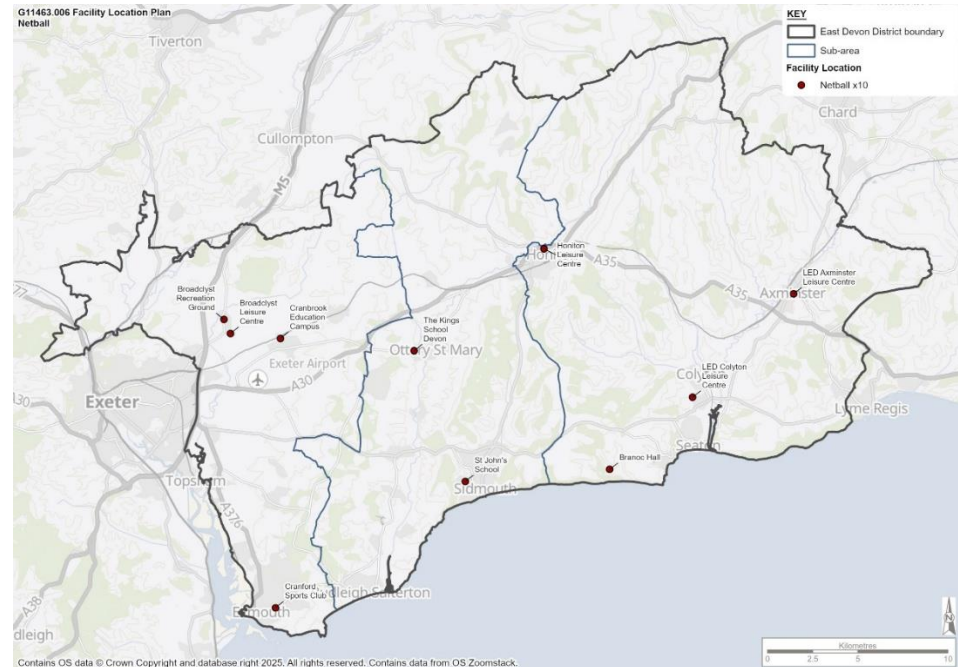 G11463.006 Facility Location Plan
Netball
KEY
East Devon District boundary
Sub-area
Facility Location
Netball x10
Tiverton
Cullompton
Chard
M5
Honiton
Leisure
Centre
A35
LED Axminster
Leisure Centre
A35
Axminster
Broadclyst
Recreation
Ground
Broadclyst
Leisure
Centre
Cranbrook
Education
Campus
The Kings
School
Devon
Ottery St Mary
Exeter Airport
A30
A30
Exeter
LED Colyton
Leisure
Centre
Lyme Regis
Seaton
Branoc Hall
St John's
School
Sidmouth
Topsham
A376
Cranford
Sports Club
A38
Kilometres
0 2.5 5 10
N
Contains OS data © Crown Copyright and database right 2025. All rights reserved. Contains data from OS Zoomstack.